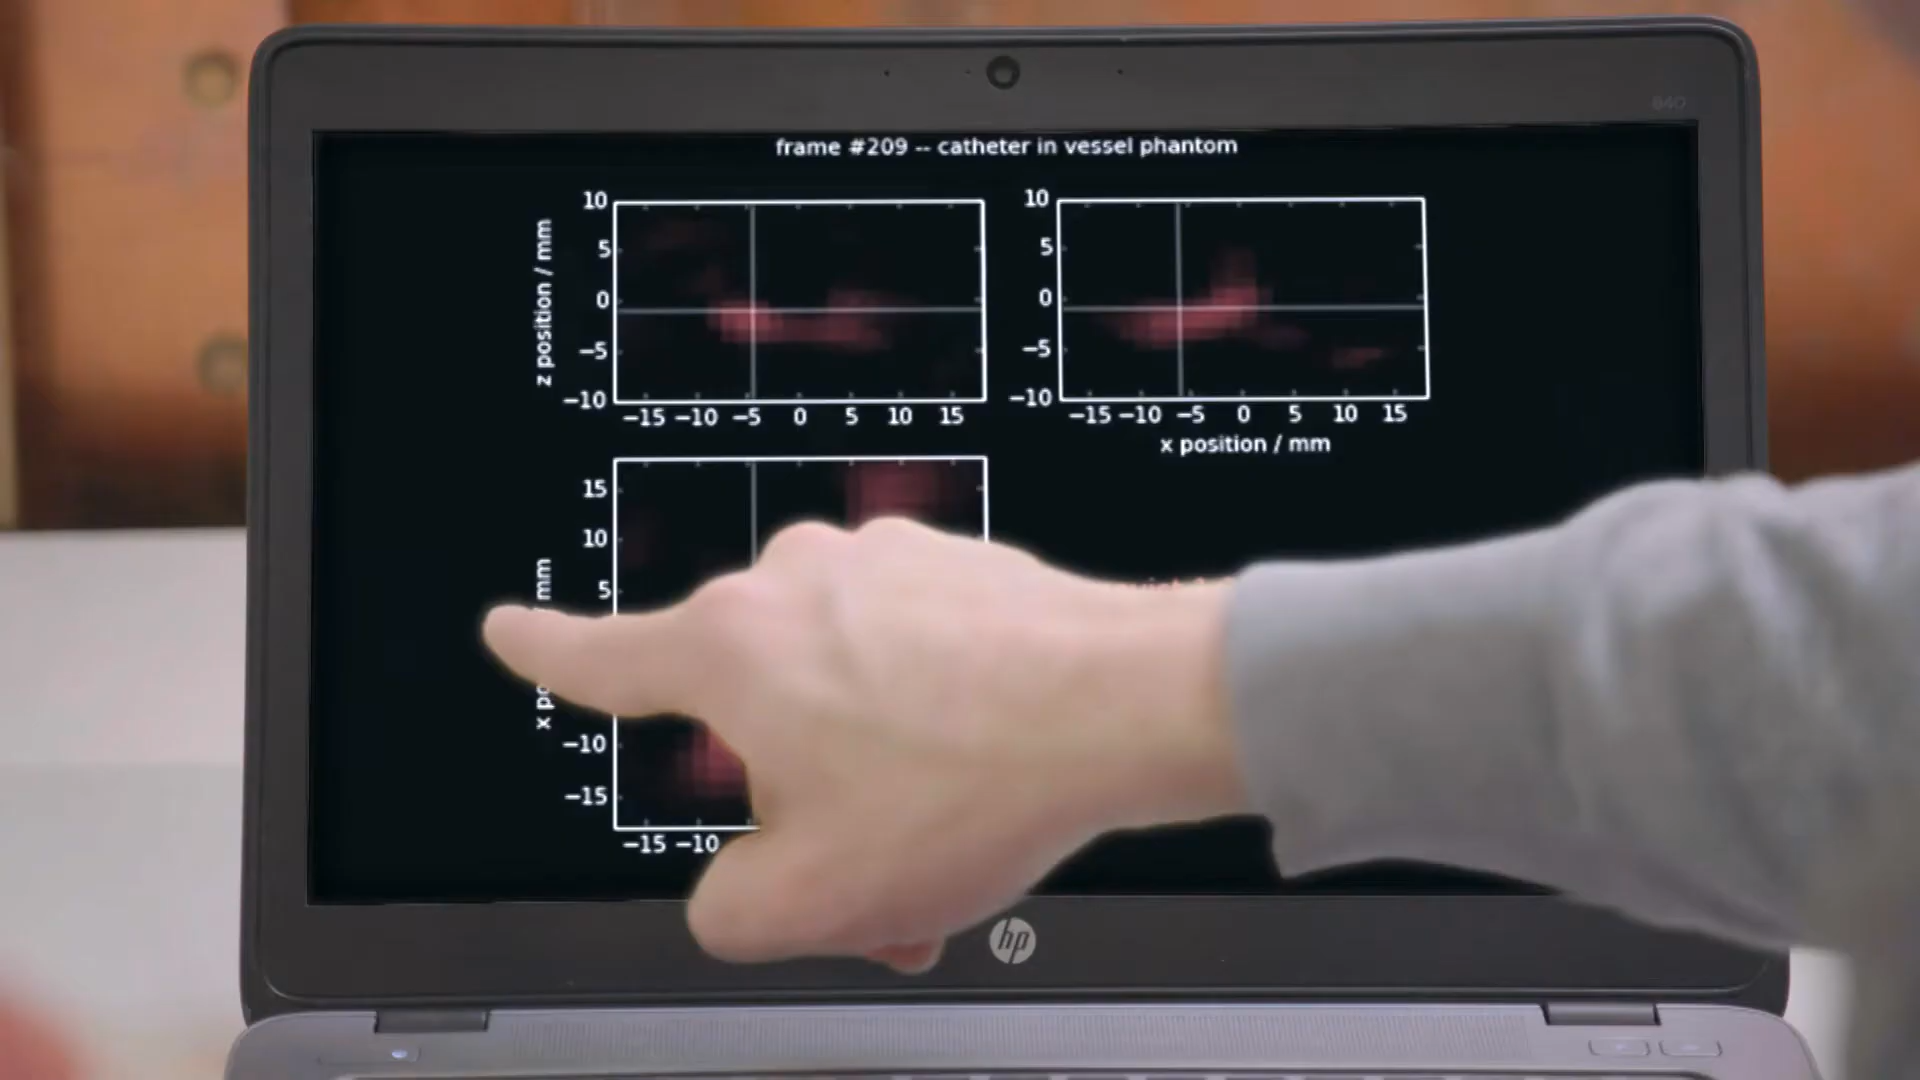 840
frame #209 -- catheter in vessel phantom
z position / mm
10
5
0
−5
−10
−15 −10 −5 0 5 10 15
10
5
0
−5
−10
−15 −10 −5 0 5 10 15
x position / mm
mm
15
10
5
−10
−15
−15 −10
hp